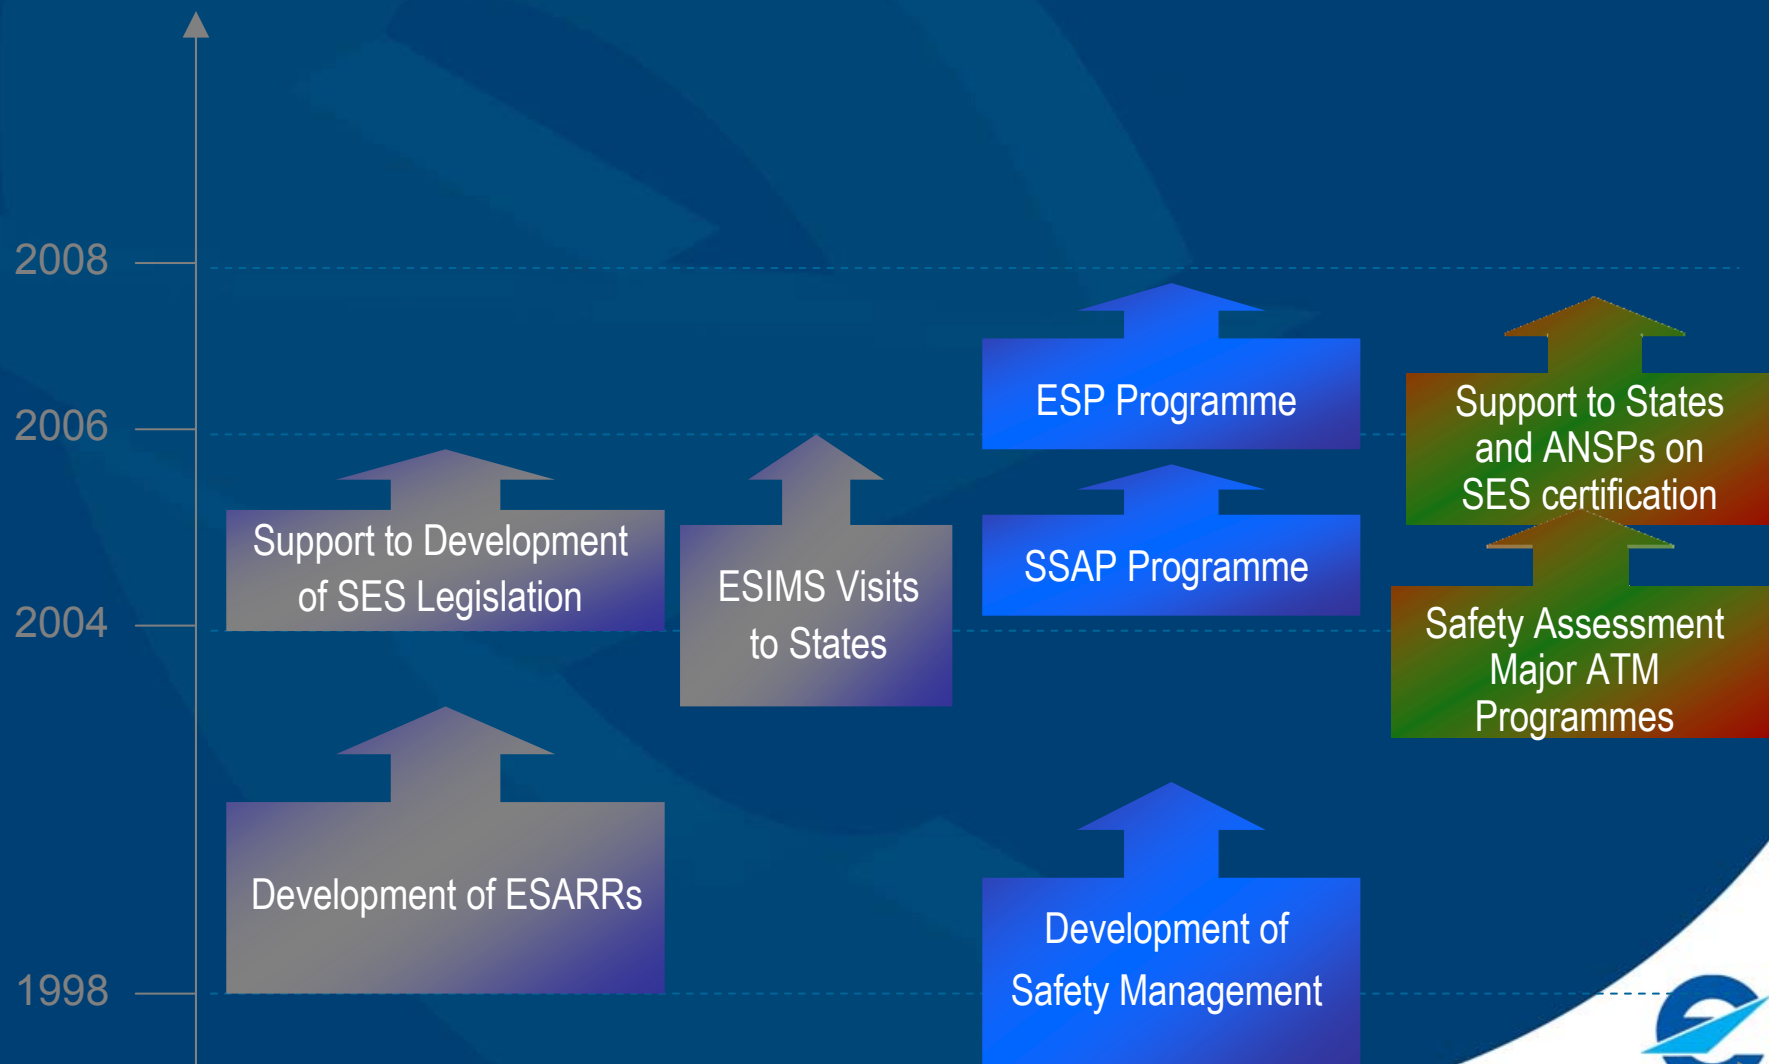 2008
2006
2004
1998
ESP Programme
Support to States
and ANSPs on
SES certification
Support to Development
of SES Legislation
ESIMS Visits
to States
SSAP Programme
Safety Assessment
Major ATM
Programmes
Development of ESARRs
Development of
Safety Management